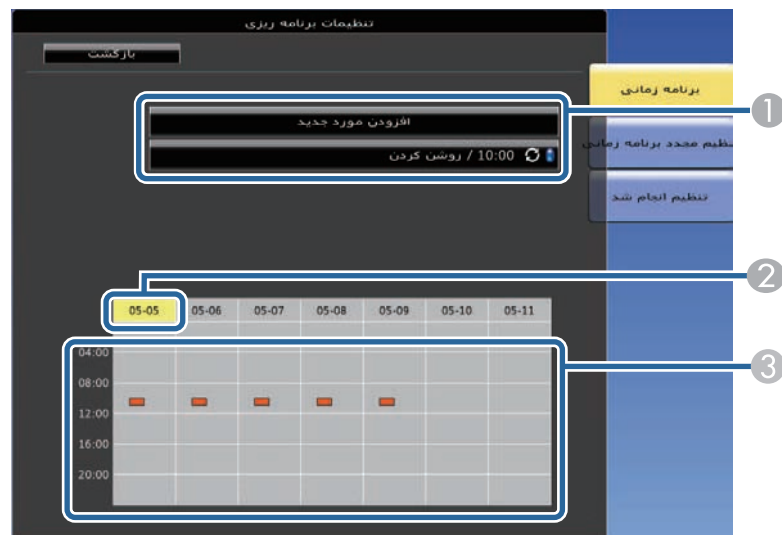 تنظیمات برنامه ریزی
بازگشت
برنامه زمانی
افزودن مورد جدید
1
تنظیم مجدد برنامه زمانی
10:00 / روشن کردن
تنظیم انجام شد
2
05-05 05-06 05-07 05-08 05-09 05-10 05-11
04:00
3
08:00
12:00
16:00
20:00